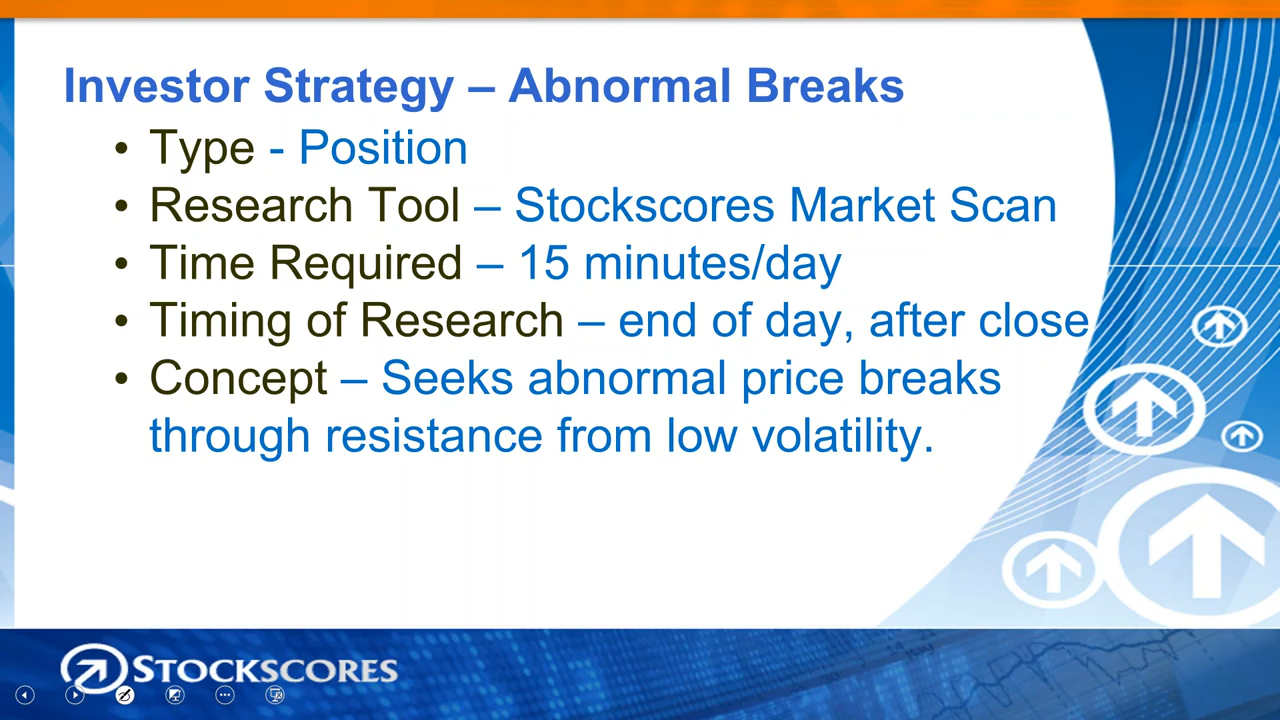 Investor Strategy – Abnormal Breaks
• Type - Position
• Research Tool – Stockscores Market Scan
• Time Required – 15 minutes/day
• Timing of Research – end of day, after close
• Concept – Seeks abnormal price breaks
through resistance from low volatility.
STOCKSCORES